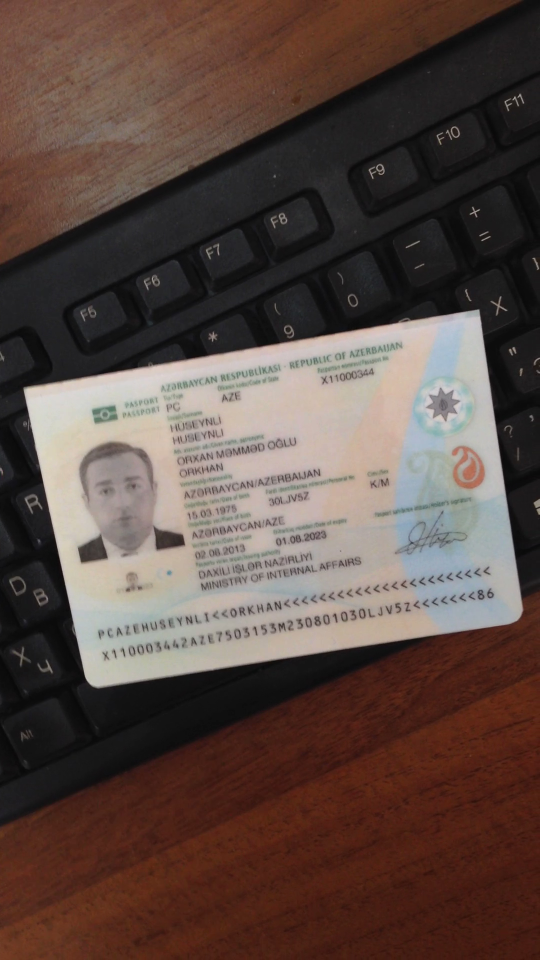 F11
F10
F9
F8
F7
F6
F5
+
=
—
–
)
0
(
9
*
{
X
R
D
В
X
Ч
Alt
AZƏRBAYCAN RESPUBLİKASI - REPUBLIC OF AZERBAIJAN
PASPORT
PASSPORT
PC
AZE
X11000344
HUSEYNLİ
HUSEYNLİ
ORXAN MƏMMƏD OĞLU
ORKHAN
AZƏRBAYCAN/AZERBAIJAN
15.03.1975
30LJV5Z
K/M
AZƏRBAYCAN/AZE
02.08.2013
01.08.2023
DAXİLİ İŞLƏR NAZİRLİYİ
MINISTRY OF INTERNAL AFFAIRS
PCAZEHUSEYNLI<<ORKHAN<<<<<<<<<<<<<<<<<<<<<<<
X110003442AZE7503153M230801030LJV5Z<<<<<<<86